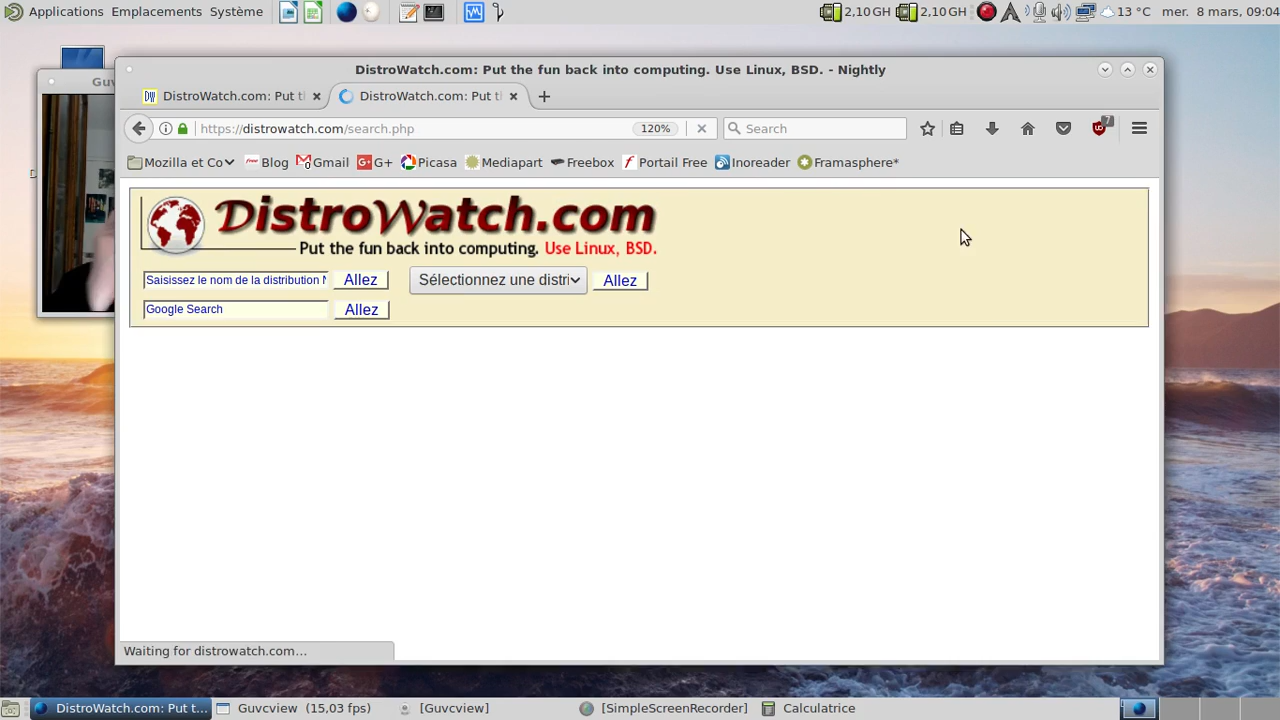 Applications Emplacements Système
2,10 GH 2,10 GH 13 °C mer. 8 mars, 09:04
Guv
DistroWatch.com: Put the fun back into computing. Use Linux, BSD. - Nightly
DistroWatch.com: Put t
DistroWatch.com: Put t
https://distrowatch.com/search.php 120% Search 7
Mozilla et Co Blog Gmail G+ Picasa Mediapart Freebox Portail Free Inoreader Framasphere*
DistroWatch.com
Put the fun back into computing. Use Linux, BSD.
Saisissez le nom de la distribution Allez Sélectionnez une distri Allez
Google Search Allez
Waiting for distrowatch.com...
DistroWatch.com: Put t... Guvcview (15,03 fps) [Guvcview] [SimpleScreenRecorder] Calculatrice